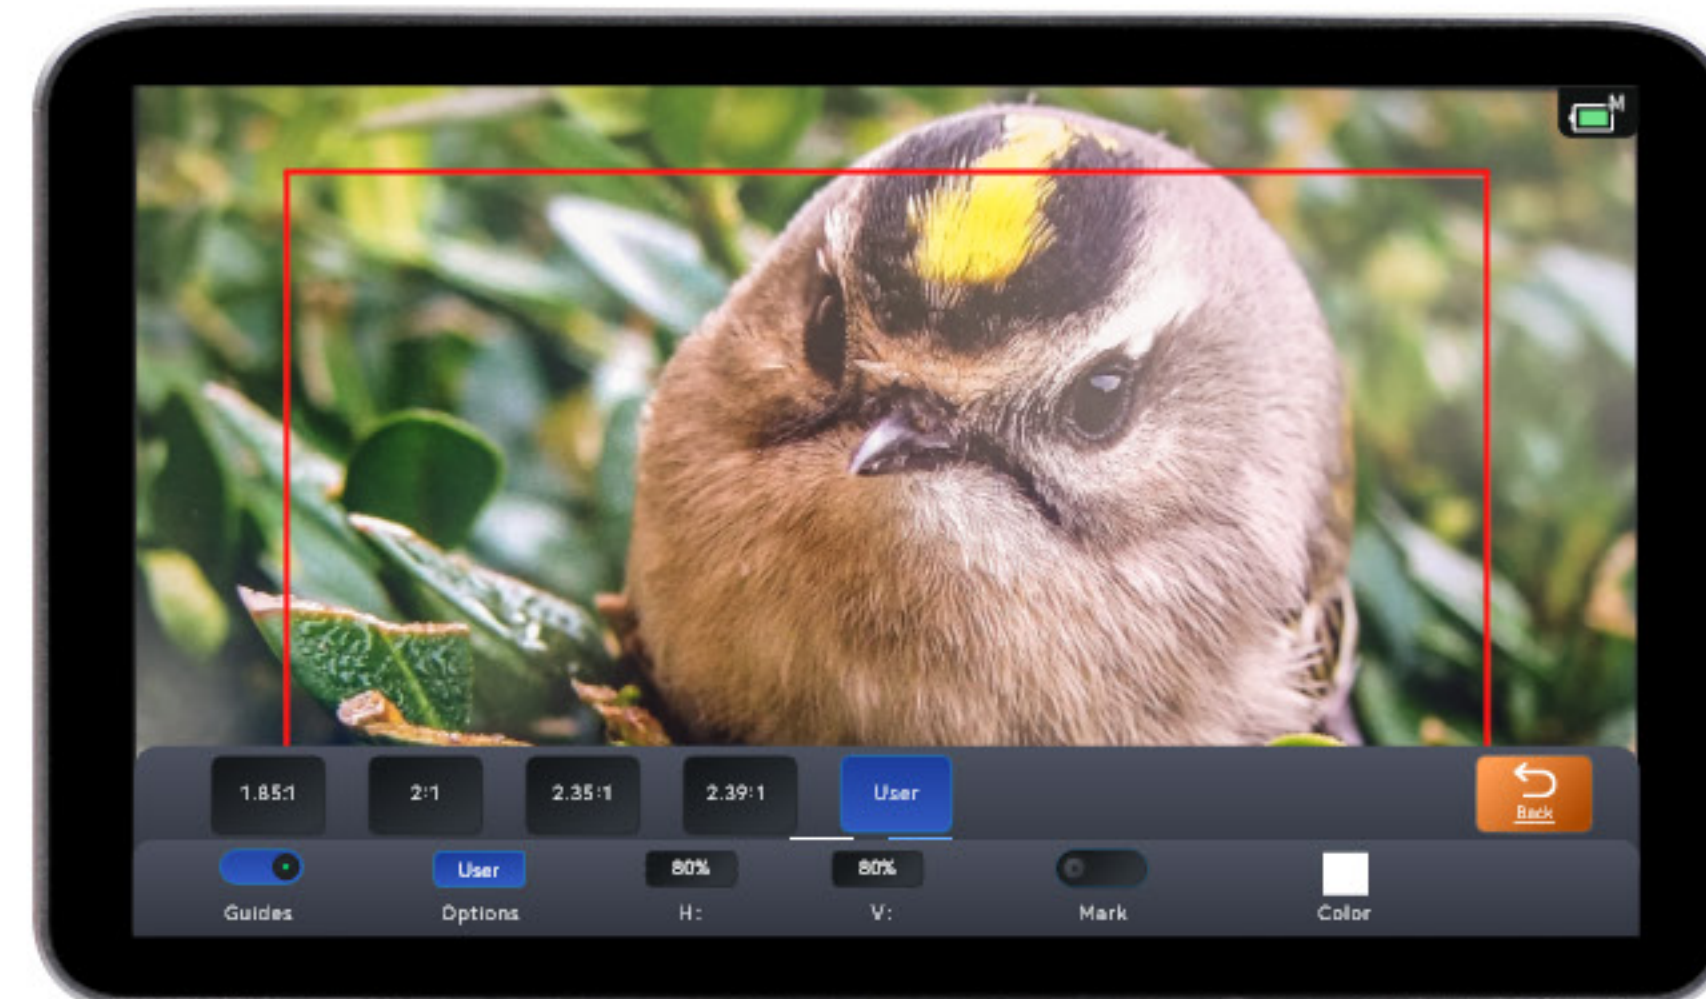 M
1.85:1
2:1
2.35:1
2.39:1
User
Back
User
80%
80%
Guides
Options
H:
V:
Mark
Color